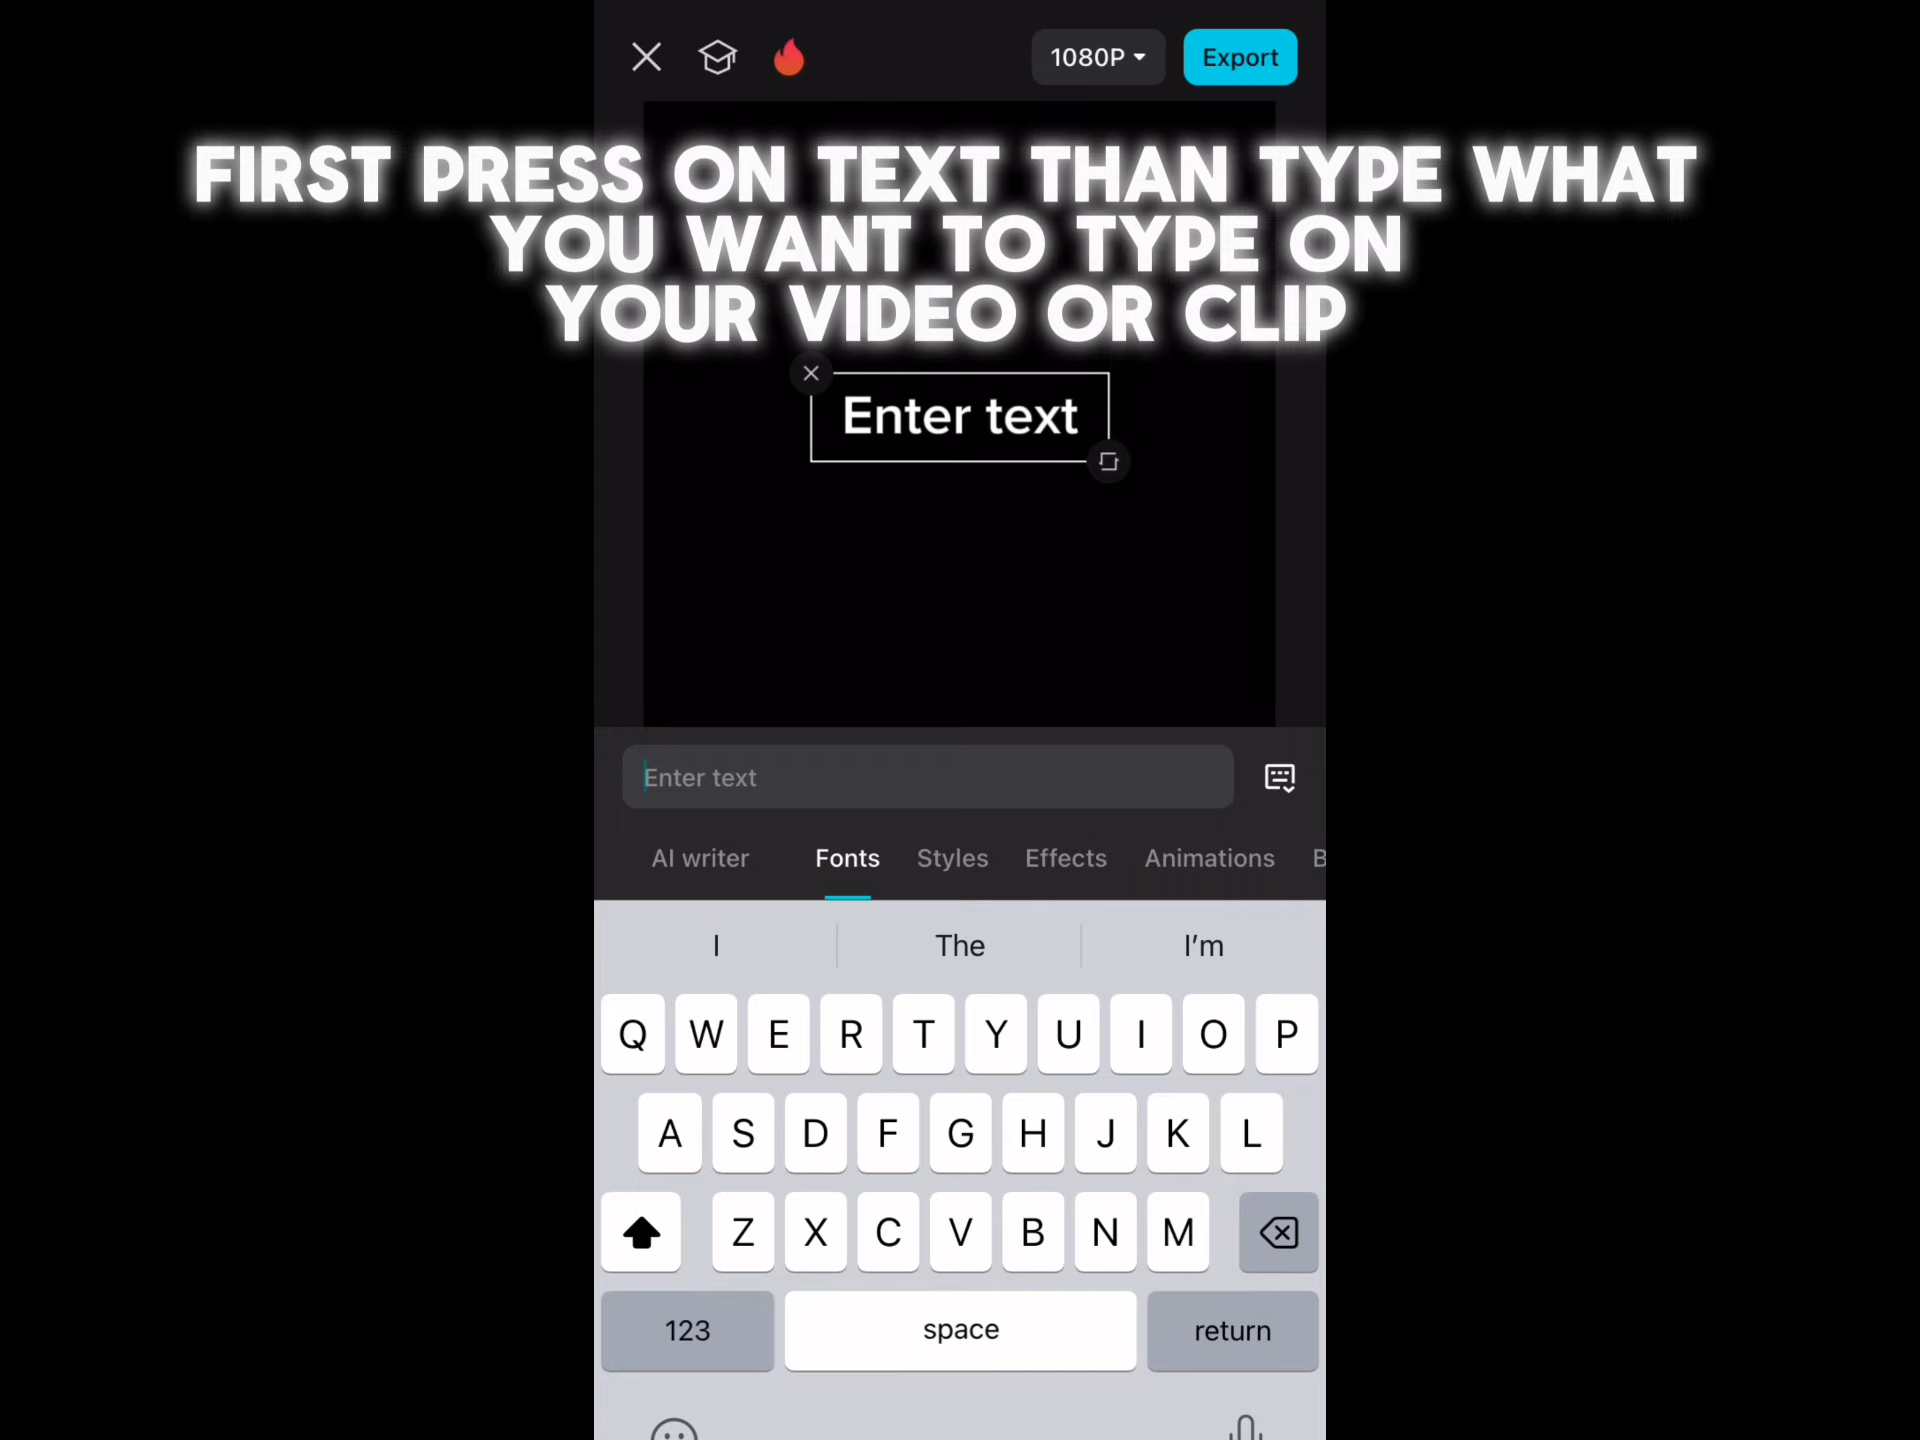 1080P
Export
FIRST PRESS ON TEXT THAN TYPE WHAT
YOU WANT TO TYPE ON
YOUR VIDEO OR CLIP
Enter text
Enter text
AI writer Fonts Styles Effects Animations B
I The I’m
Q W E R T Y U I O P
A S D F G H J K L
Z X C V B N M
123 space return